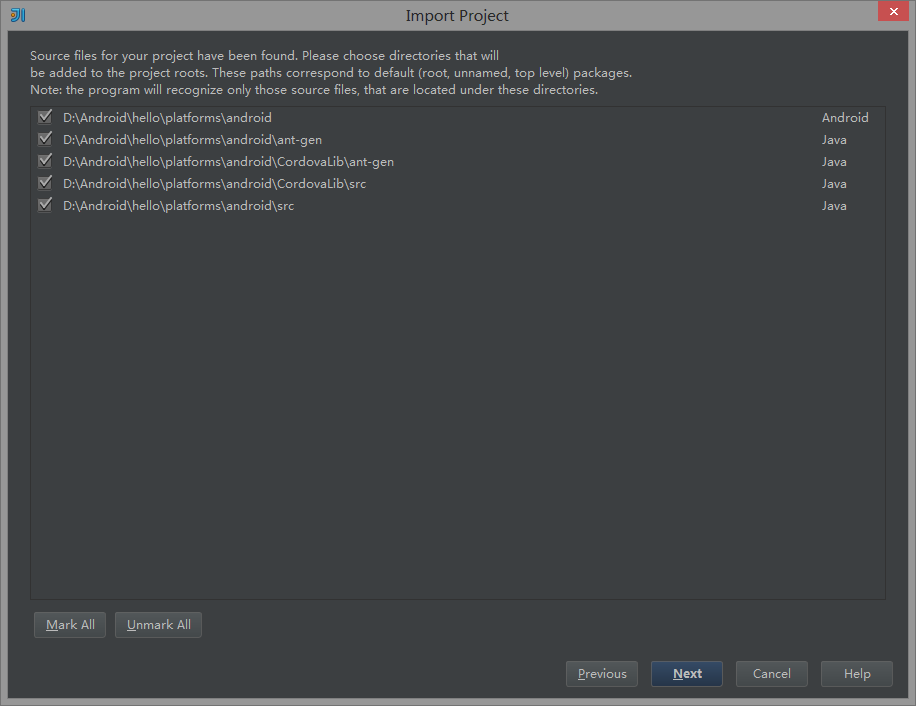 Import Project
Source files for your project have been found. Please choose directories that will
be added to the project roots. These paths correspond to default (root, unnamed, top level) packages.
Note: the program will recognize only those source files, that are located under these directories.
D:\Android\hello\platforms\android Android
D:\Android\hello\platforms\android\ant-gen Java
D:\Android\hello\platforms\android\CordovaLib\ant-gen Java
D:\Android\hello\platforms\android\CordovaLib\src Java
D:\Android\hello\platforms\android\src Java
Mark All Unmark All
Previous Next Cancel Help